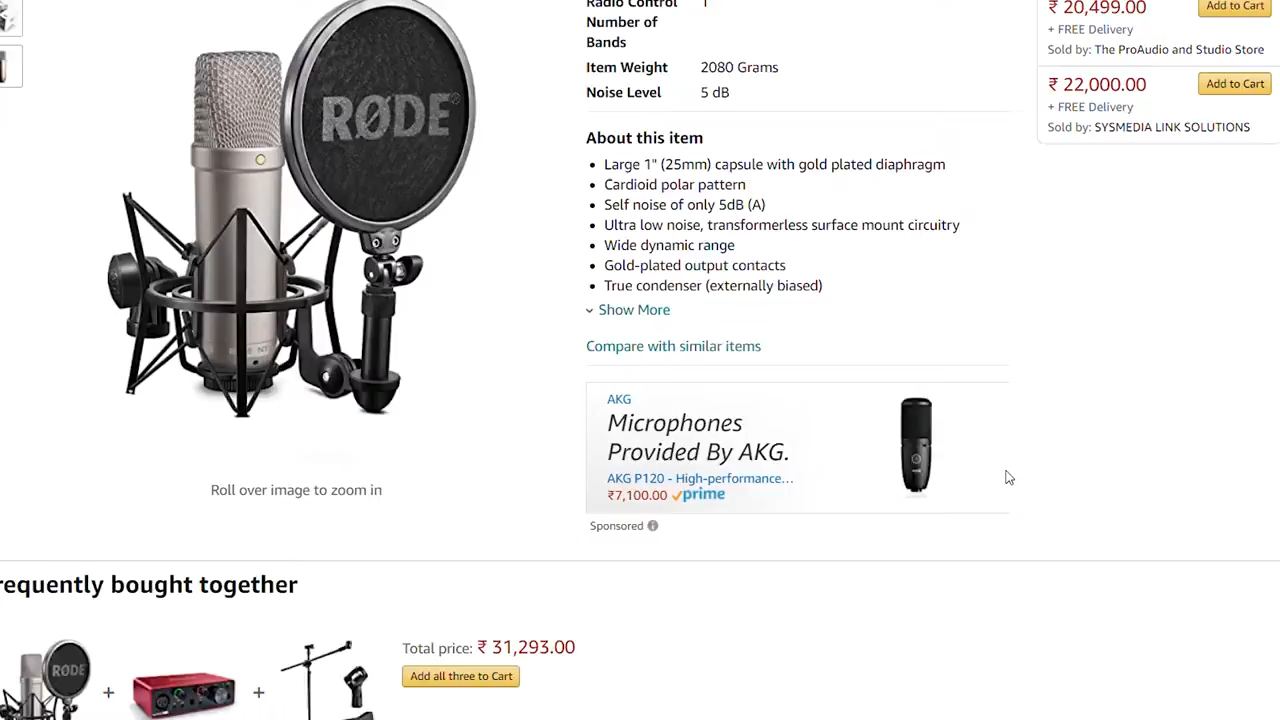 Radio Control 1
Number of
Bands
Item Weight 2080 Grams
Noise Level 5 dB
About this item
Large 1" (25mm) capsule with gold plated diaphragm
Cardioid polar pattern
Self noise of only 5dB (A)
Ultra low noise, transformerless surface mount circuitry
Wide dynamic range
Gold-plated output contacts
True condenser (externally biased)
Show More
Compare with similar items
AKG
Microphones
Provided By AKG.
AKG P120 - High-performance…
₹7,100.00 prime
Sponsored
₹ 20,499.00 Add to Cart
+ FREE Delivery
Sold by: The ProAudio and Studio Store
₹ 22,000.00 Add to Cart
+ FREE Delivery
Sold by: SYSMEDIA LINK SOLUTIONS
RØDE
Roll over image to zoom in
requently bought together
RØDE
+ +
Total price: ₹ 31,293.00
Add all three to Cart